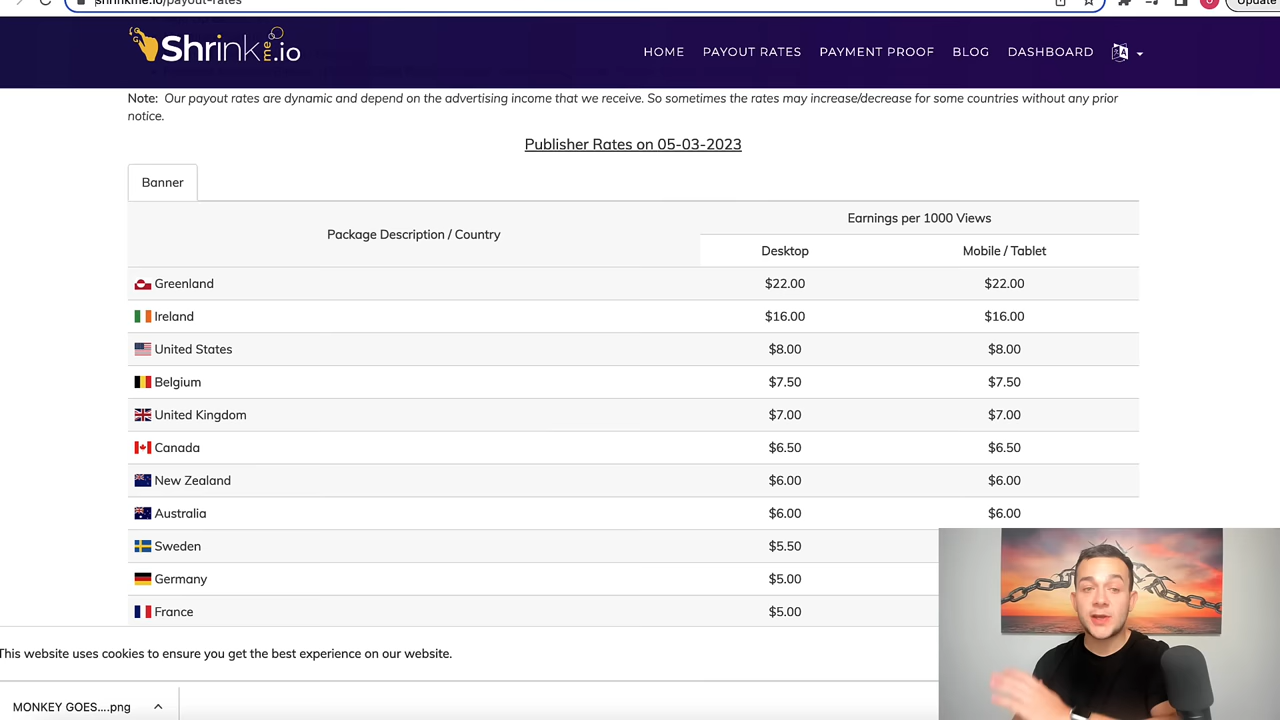 shrinkme.io/payout-rates
Update
Shrinkme.io
HOME
PAYOUT RATES
PAYMENT PROOF
BLOG
DASHBOARD
Note: Our payout rates are dynamic and depend on the advertising income that we receive. So sometimes the rates may increase/decrease for some countries without any prior
notice.
Publisher Rates on 05-03-2023
Banner
Package Description / Country
Earnings per 1000 Views
Desktop
Mobile / Tablet
Greenland $22.00 $22.00
Ireland $16.00 $16.00
United States $8.00 $8.00
Belgium $7.50 $7.50
United Kingdom $7.00 $7.00
Canada $6.50 $6.50
New Zealand $6.00 $6.00
Australia $6.00 $6.00
Sweden $5.50
Germany $5.00
France $5.00
This website uses cookies to ensure you get the best experience on our website.
MONKEY GOES....png